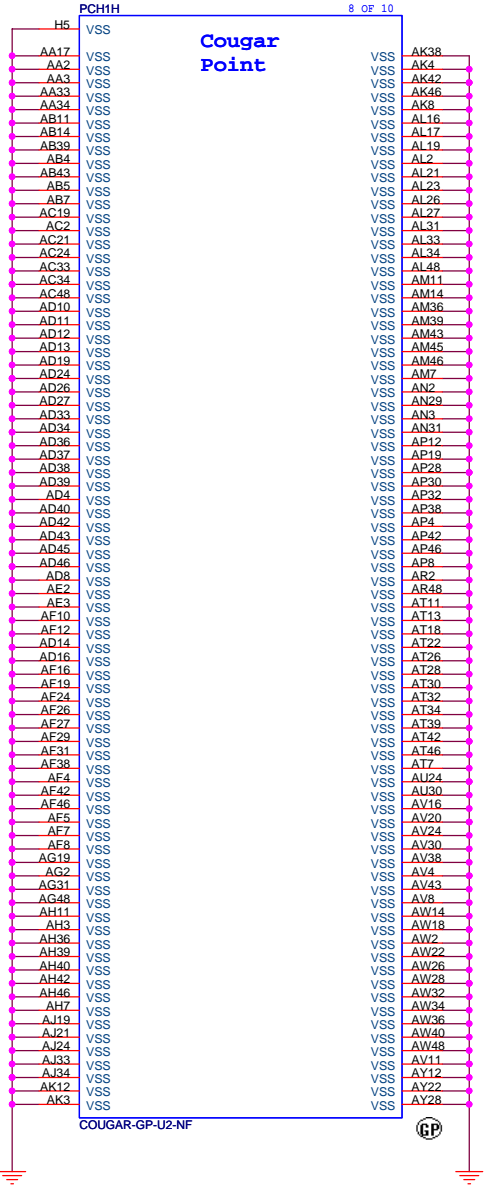 PCH1H 8 OF 10
H5 VSS
Cougar
Point
AA17 VSS VSS AK38
AA2 VSS VSS AK4
AA3 VSS VSS AK42
AA33 VSS VSS AK46
AA34 VSS VSS AK8
AB11 VSS VSS AL16
AB14 VSS VSS AL17
AB39 VSS VSS AL19
AB4 VSS VSS AL2
AB43 VSS VSS AL21
AB5 VSS VSS AL23
AB7 VSS VSS AL26
AC19 VSS VSS AL27
AC2 VSS VSS AL31
AC21 VSS VSS AL33
AC24 VSS VSS AL34
AC33 VSS VSS AL48
AC34 VSS VSS AM11
AC48 VSS VSS AM14
AD10 VSS VSS AM36
AD11 VSS VSS AM39
AD12 VSS VSS AM43
AD13 VSS VSS AM45
AD19 VSS VSS AM46
AD24 VSS VSS AM7
AD26 VSS VSS AN2
AD27 VSS VSS AN29
AD33 VSS VSS AN3
AD34 VSS VSS AN31
AD36 VSS VSS AP12
AD37 VSS VSS AP19
AD38 VSS VSS AP28
AD39 VSS VSS AP30
AD4 VSS VSS AP32
AD40 VSS VSS AP38
AD42 VSS VSS AP4
AD43 VSS VSS AP42
AD45 VSS VSS AP46
AD46 VSS VSS AP8
AD8 VSS VSS AR2
AE2 VSS VSS AR48
AE3 VSS VSS AT11
AF10 VSS VSS AT13
AF12 VSS VSS AT18
AD14 VSS VSS AT22
AD16 VSS VSS AT26
AF16 VSS VSS AT28
AF19 VSS VSS AT30
AF24 VSS VSS AT32
AF26 VSS VSS AT34
AF27 VSS VSS AT39
AF29 VSS VSS AT42
AF31 VSS VSS AT46
AF38 VSS VSS AT7
AF4 VSS VSS AU24
AF42 VSS VSS AU30
AF46 VSS VSS AV16
AF5 VSS VSS AV20
AF7 VSS VSS AV24
AF8 VSS VSS AV30
AG19 VSS VSS AV38
AG2 VSS VSS AV4
AG31 VSS VSS AV43
AG48 VSS VSS AV8
AH11 VSS VSS AW14
AH3 VSS VSS AW18
AH36 VSS VSS AW2
AH39 VSS VSS AW22
AH40 VSS VSS AW26
AH42 VSS VSS AW28
AH46 VSS VSS AW32
AH7 VSS VSS AW34
AJ19 VSS VSS AW36
AJ21 VSS VSS AW40
AJ24 VSS VSS AW48
AJ33 VSS VSS AV11
AJ34 VSS VSS AY12
AK12 VSS VSS AY22
AK3 VSS VSS AY28
COUGAR-GP-U2-NF GP